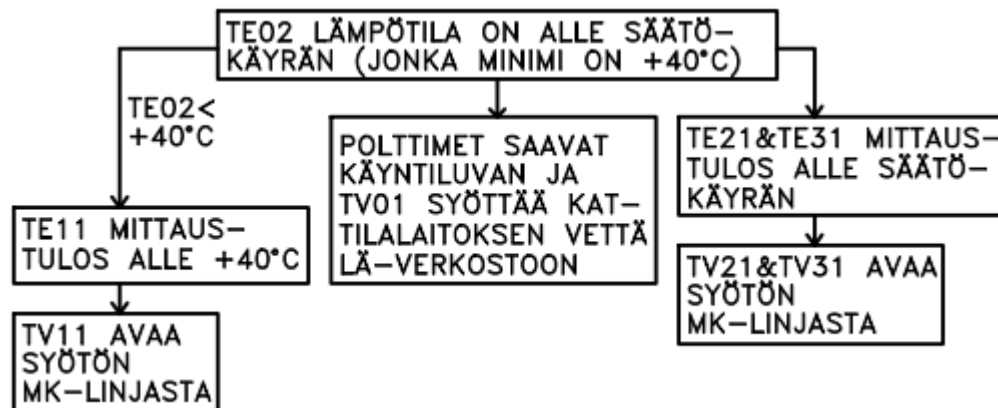 TE02 LÄMPÖTILA ON ALLE SÄÄTÖ-
KÄYRÄN (JONKA MINIMI ON +40°C)
TE02<
+40°C
TE11 MITTAUS-
TULOS ALLE +40°C
TV11 AVAA
SYÖTÖN
MK-LINJASTA
POLTTIMET SAAVAT
KÄYNTILUVAN JA
TV01 SYÖTTÄÄ KAT-
TILALAITOKSEN VETTÄ
LÄ-VERKOSTOON
TE21&TE31 MITTAUS-
TULOS ALLE SÄÄTÖ-
KÄYRÄN
TV21&TV31 AVAA
SYÖTÖN
MK-LINJASTA